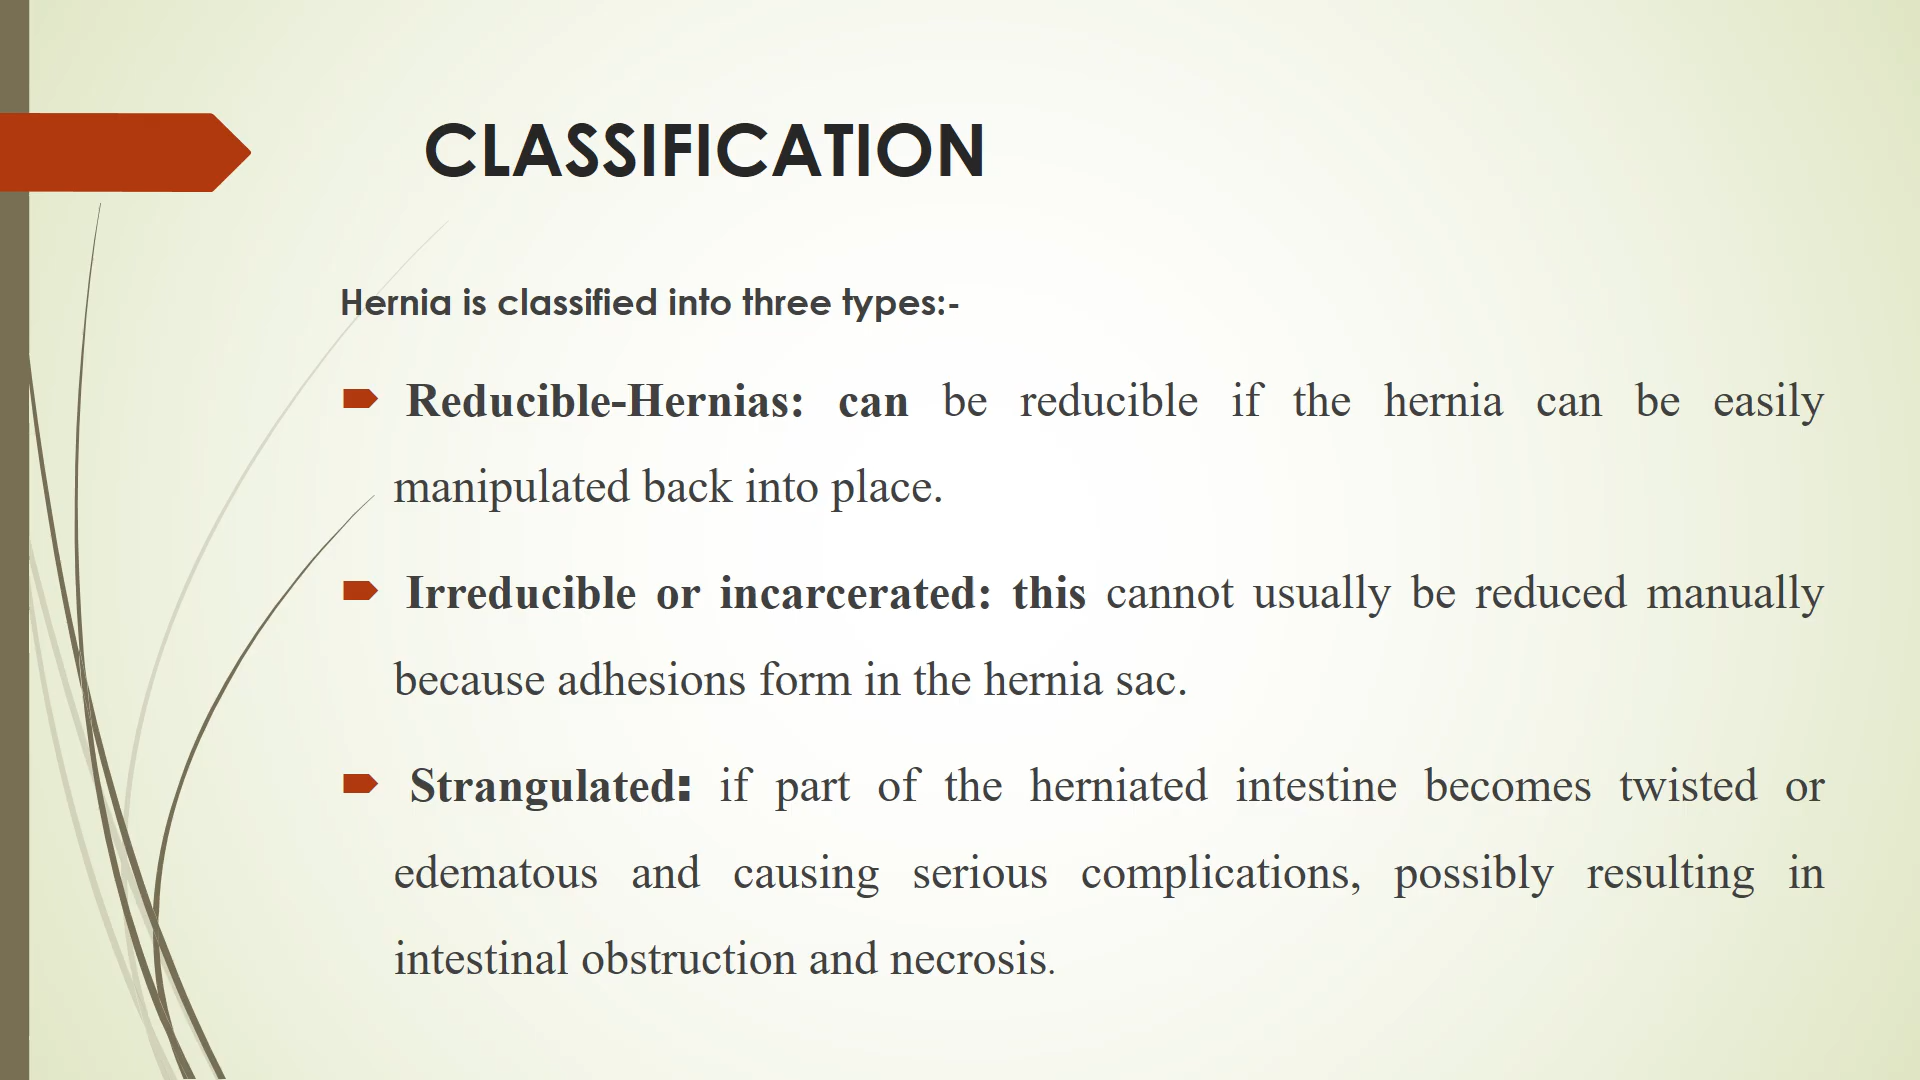 CLASSIFICATION
Hernia is classified into three types:-
Reducible-Hernias: can be reducible if the hernia can be easily
manipulated back into place.
Irreducible or incarcerated: this cannot usually be reduced manually
because adhesions form in the hernia sac.
Strangulated: if part of the herniated intestine becomes twisted or
edematous and causing serious complications, possibly resulting in
intestinal obstruction and necrosis.